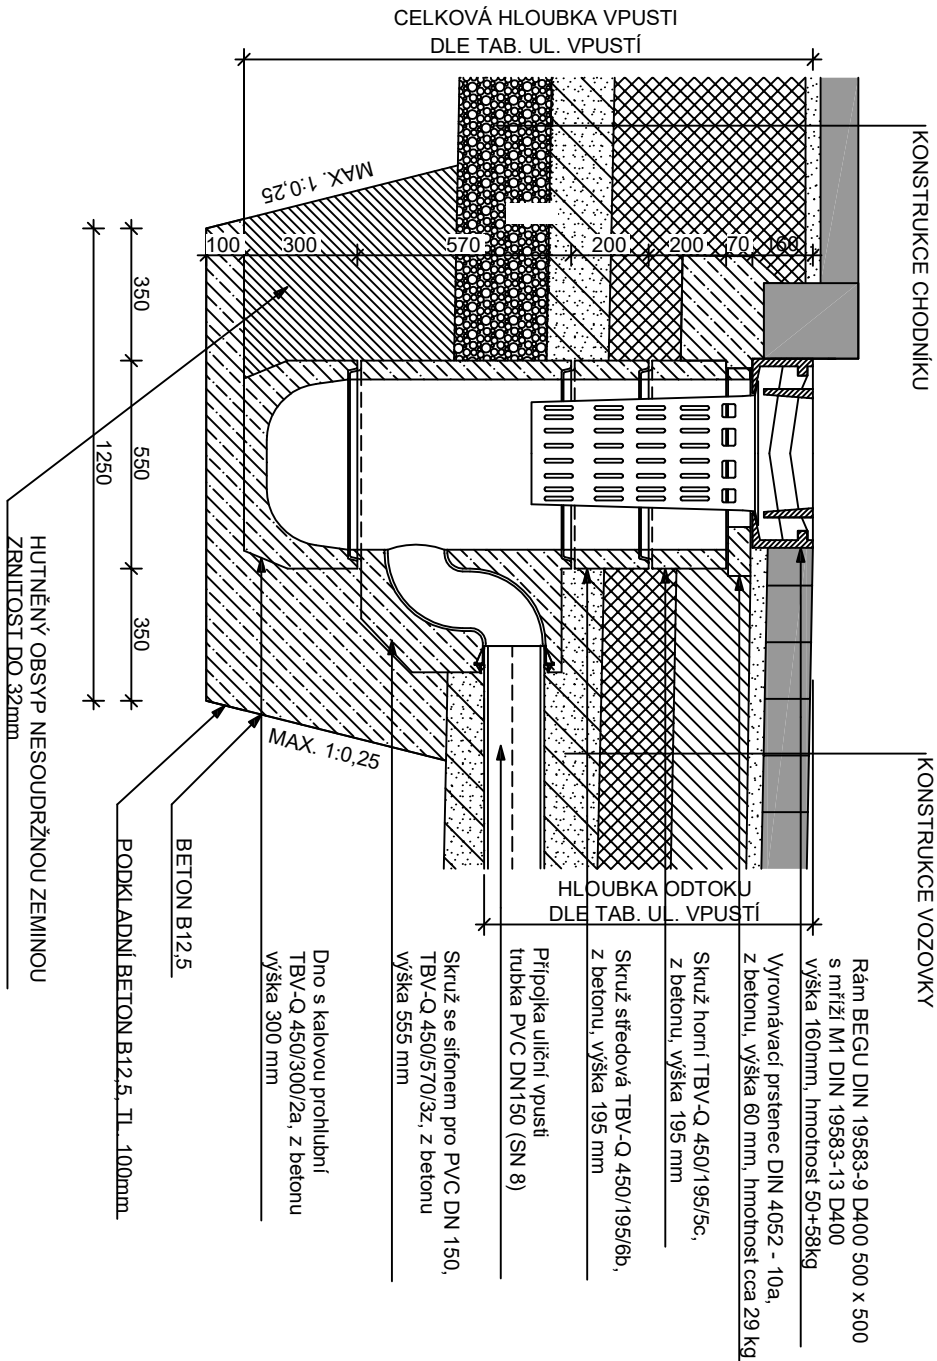 CELKOVÁ HLOUBKA VPUSTI
DLE TAB. UL. VPUSTÍ
KONSTRUKCE CHODNÍKU
MAX. 1:0,25
100
300
570
200
200
70
160
350
550
350
1250
MAX. 1:0,25
KONSTRUKCE VOZOVKY
HLOUBKA ODTOKU
DLE TAB. UL. VPUSTÍ
Rám BEGU DIN 19583-9 D400 500 x 500
s mříží M1 DIN 19583-13 D400
výška 160mm, hmotnost 50+58kg
Vyrovnávací prstenec DIN 4052 - 10a,
z betonu, výška 60 mm, hmotnost cca 29 kg
Skruž horní TBV-Q 450/195/5c,
z betonu, výška 195 mm
Skruž středová TBV-Q 450/195/6b,
z betonu, výška 195 mm
Přípojka uliční vpusti
trubka PVC DN150 (SN 8)
Skruž se sifonem pro PVC DN 150,
TBV-Q 450/570/3z, z betonu
výška 555 mm
Dno s kalovou prohlubní
TBV-Q 450/300/2a, z betonu
výška 300 mm
BETON B12,5
PODKLADNÍ BETON B12,5, TL. 100mm
HUTNĚNÝ OBSYP NESOUDRŽNOU ZEMINOU
ZRNITOST DO 32mm